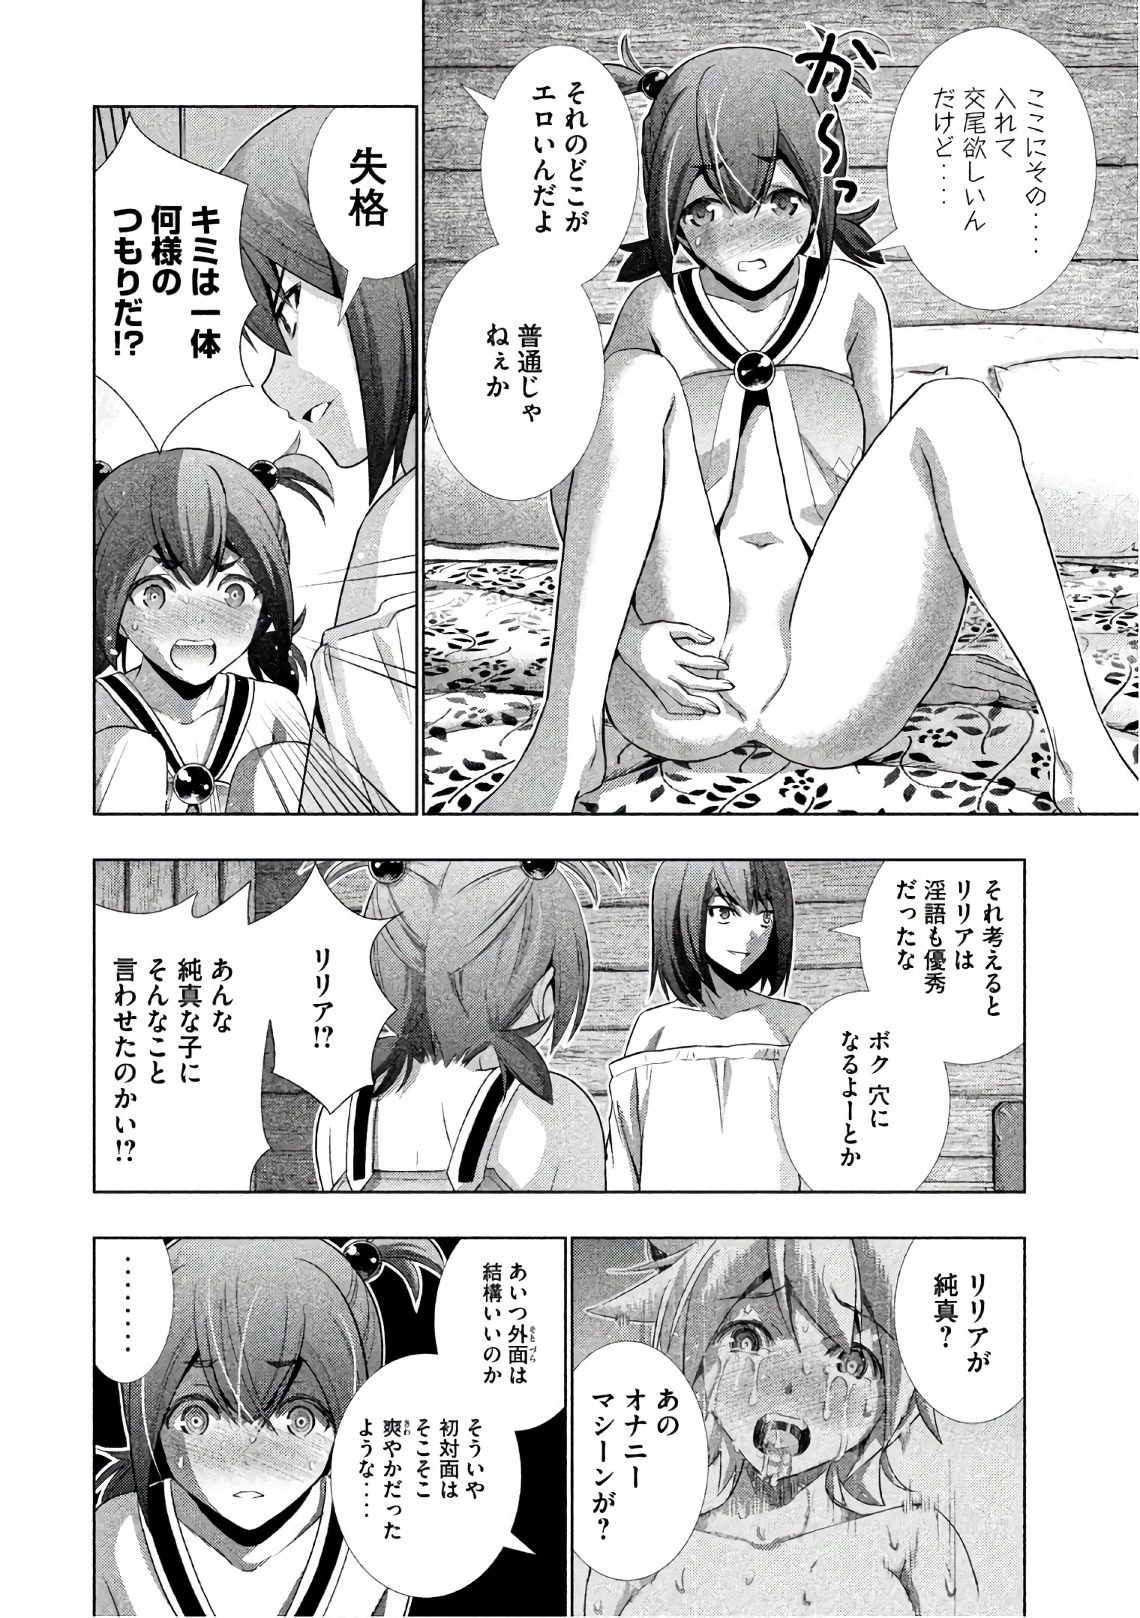 ここにその‥‥
入れて
交尾欲しいん
だけど‥‥
か～っ
それのどこが
エロいんだよ
普通じゃ
ねぇか
失格
キミは一体
何様の
つもりだ!?
それ考えると
リリアは
淫語も優秀
だったな
ボク 穴に
なるよーとか
リリア!?
あんな
純真な子に
そんなこと
言わせたのかい!?
リリアが
純真?
あの
オナニー
マシーンが?
あいつ外面は
そとづら
結構いいのか
そういや
初対面は
そこそこ
爽やかだった
さわ
ような‥‥
‥‥‥‥